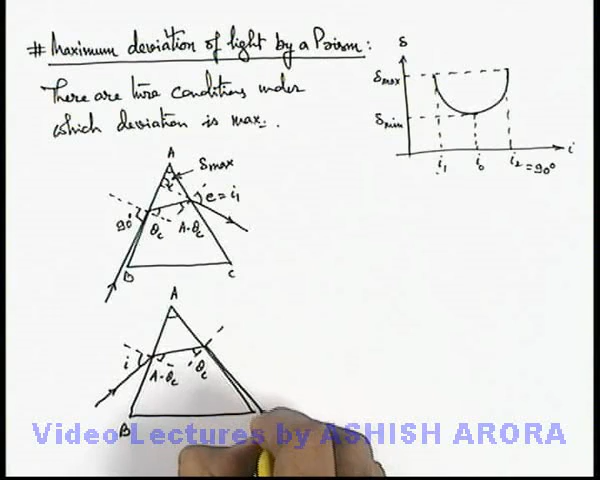 # Maximum deviation of light by a Prism :
There are two conditions under
which deviation is max.
δ
δmax
δmin
i₁ i₀ i₂ = 90° i
A
δmax
e = i₁
90° θc A-θc
B C
A
i A-θc θc
B
Video Lectures by ASHISH ARORA